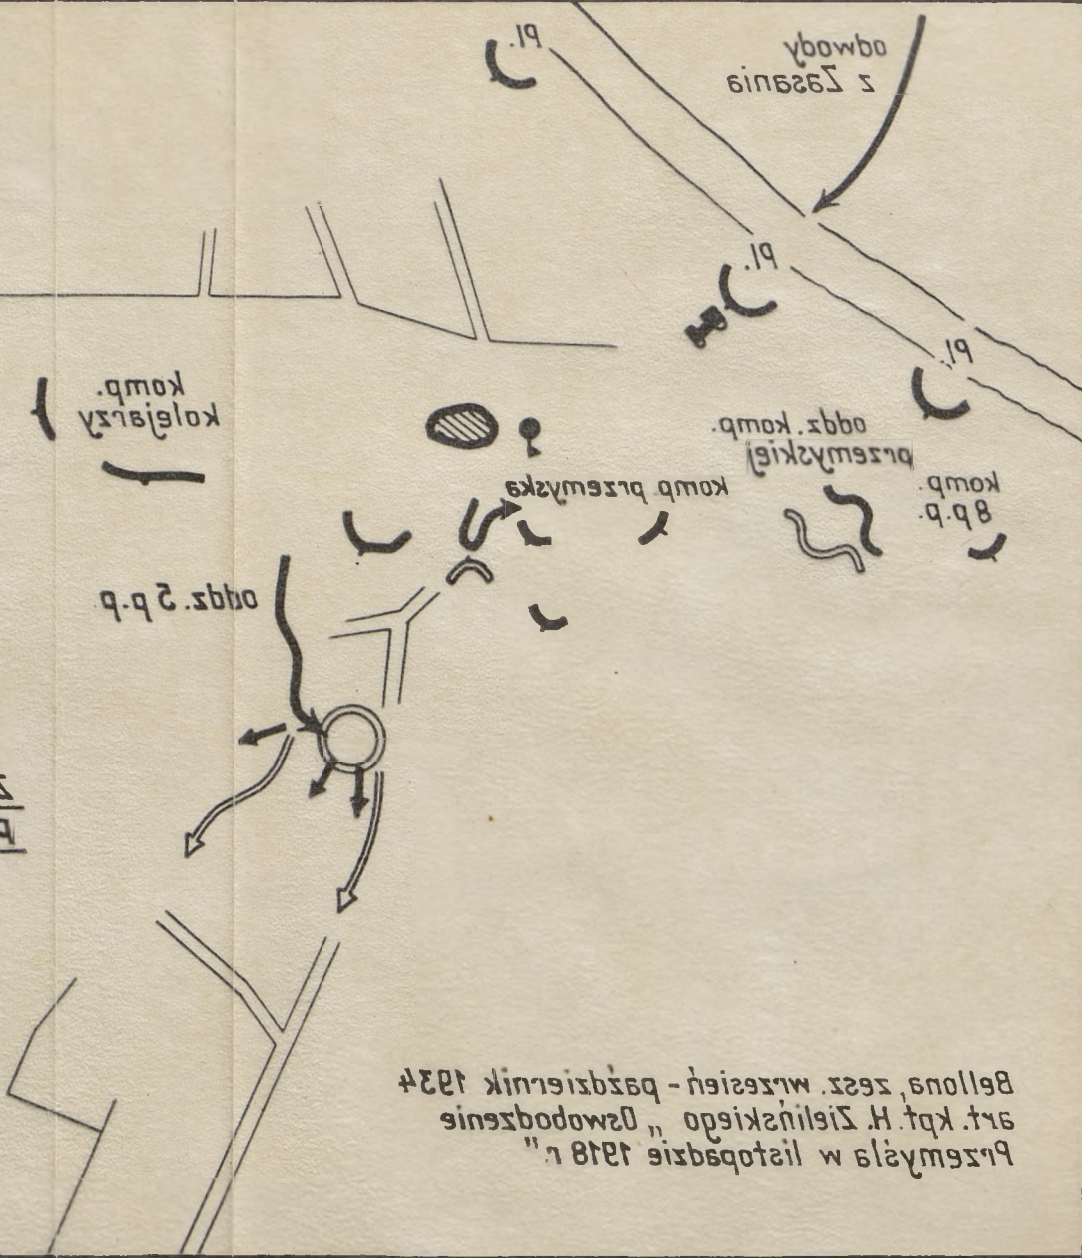 Pl.
odwody
z Zasania
Pl.
Pl.
komp.
kolejarzy
oddz. komp.
przemyskiej
komp.
8 p.p.
komp. przemyska
oddz. 5 p.p
Bellona, zesz. wrzesień - październik 1934
art. kpt. H. Zielińskiego „ Oswobodzenie
Przemyśla w listopadzie 1918 r."